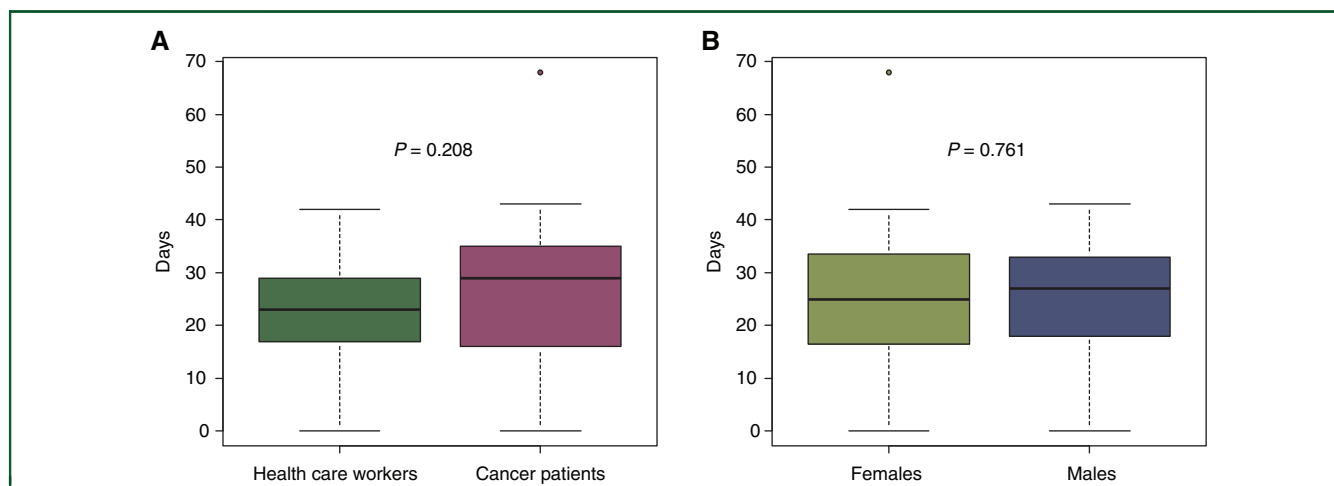 A
B
70
60
50
40
30
20
10
0
Days
P = 0.208
Health care workers
Cancer patients
70
60
50
40
30
20
10
0
Days
P = 0.761
Females
Males